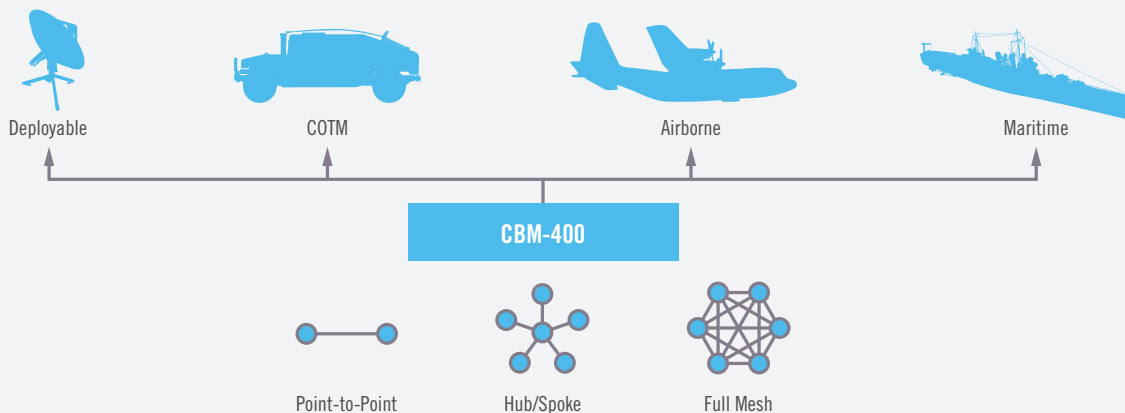 Deployable
COTM
Airborne
Maritime
CBM-400
Point-to-Point
Hub/Spoke
Full Mesh